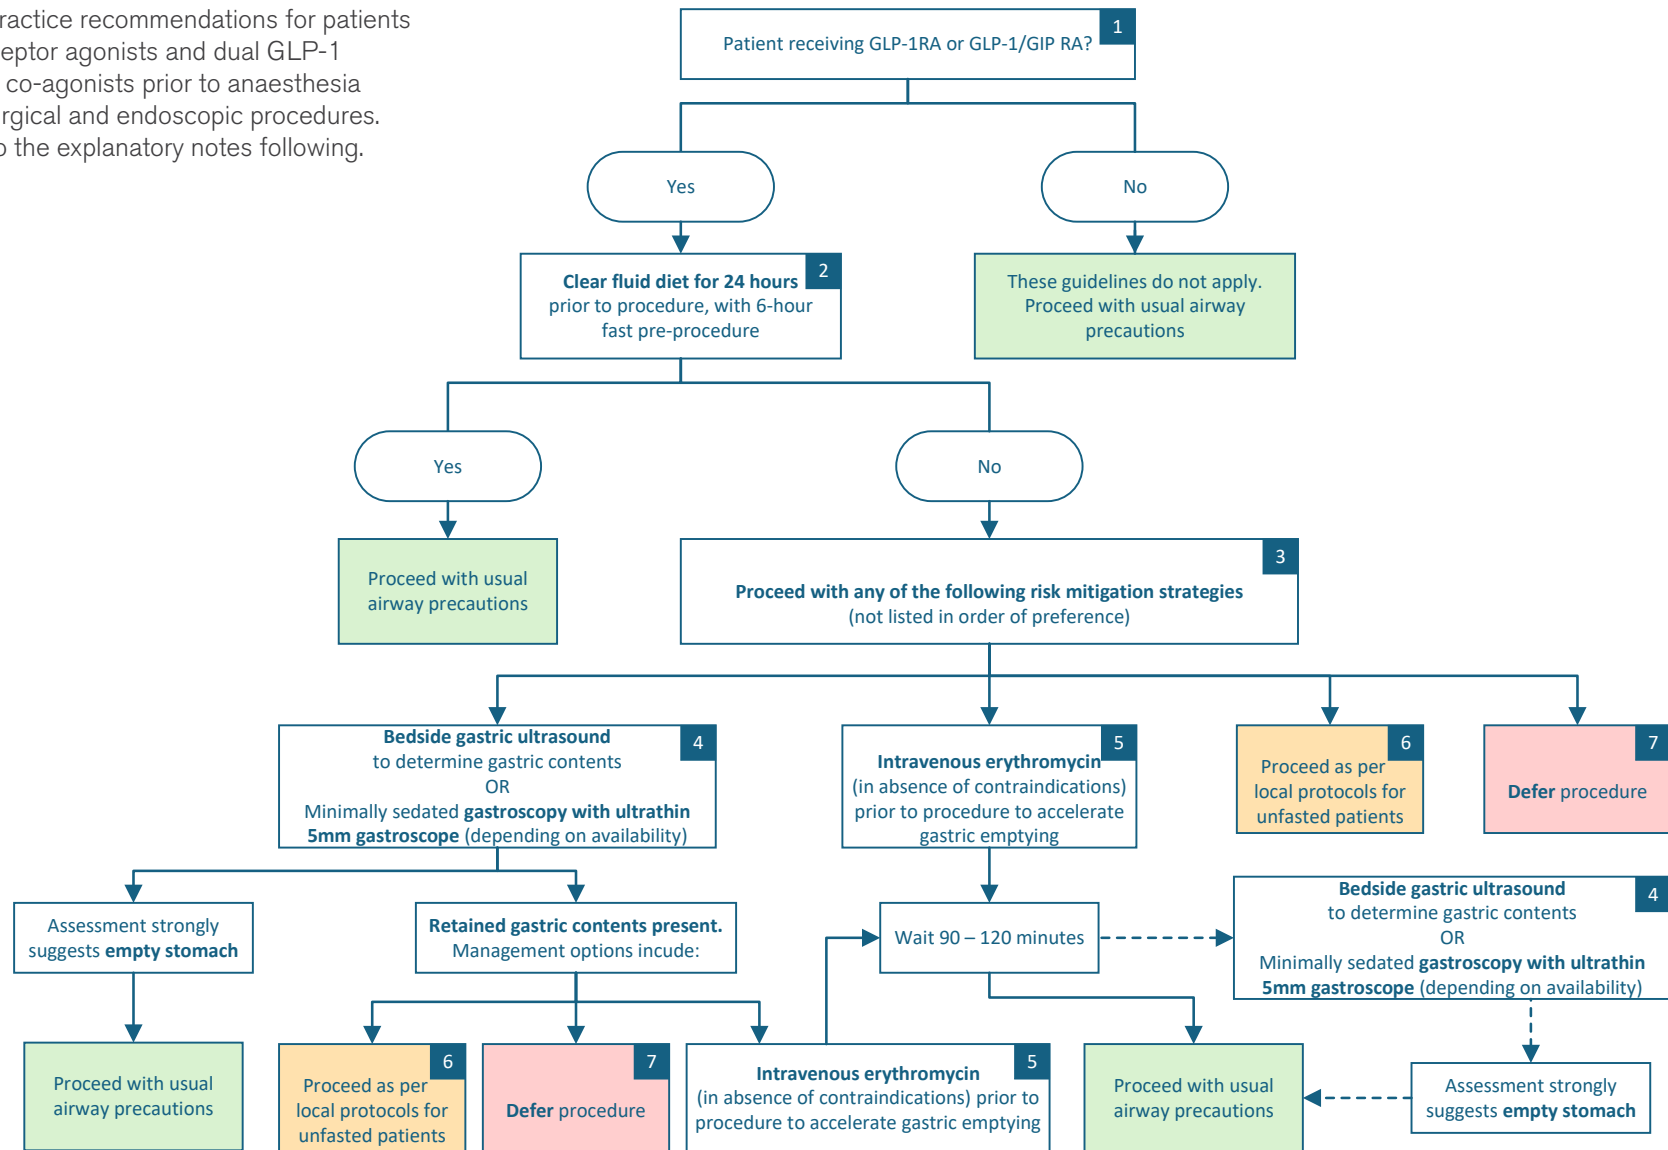 ractice recommendations for patients
eptor agonists and dual GLP-1
co-agonists prior to anaesthesia
rgical and endoscopic procedures.
o the explanatory notes following.
1
Patient receiving GLP-1RA or GLP-1/GIP RA?
Yes
No
2
Clear fluid diet for 24 hours
prior to procedure, with 6-hour
fast pre-procedure
These guidelines do not apply.
Proceed with usual airway
precautions
Yes
No
Proceed with usual
airway precautions
3
Proceed with any of the following risk mitigation strategies
(not listed in order of preference)
4
Bedside gastric ultrasound
to determine gastric contents
OR
Minimally sedated gastroscopy with ultrathin
5mm gastroscope (depending on availability)
5
Intravenous erythromycin
(in absence of contraindications)
prior to procedure to accelerate
gastric emptying
6
Proceed as per
local protocols for
unfasted patients
7
Defer procedure
Assessment strongly
suggests empty stomach
Retained gastric contents present.
Management options incude:
Wait 90 – 120 minutes
4
Bedside gastric ultrasound
to determine gastric contents
OR
Minimally sedated gastroscopy with ultrathin
5mm gastroscope (depending on availability)
Proceed with usual
airway precautions
6
Proceed as per
local protocols for
unfasted patients
7
Defer procedure
5
Intravenous erythromycin
(in absence of contraindications) prior to
procedure to accelerate gastric emptying
Proceed with usual
airway precautions
Assessment strongly
suggests empty stomach